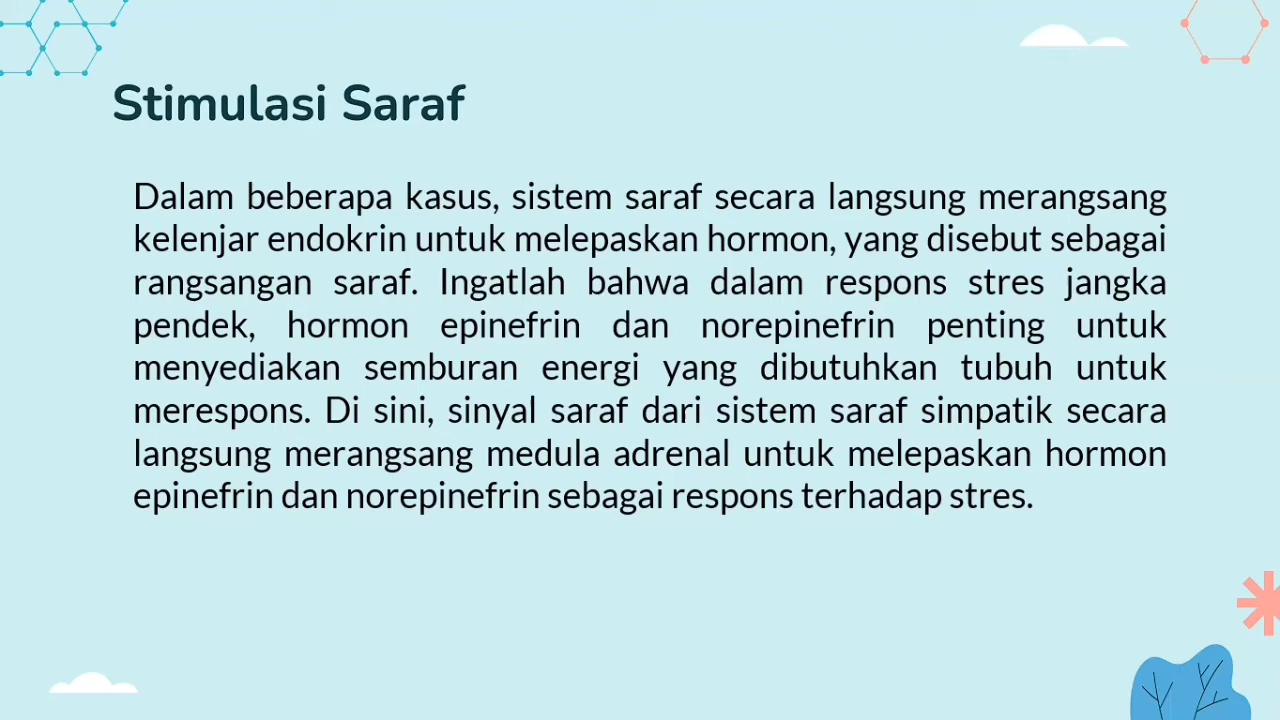 Stimulasi Saraf
Dalam beberapa kasus, sistem saraf secara langsung merangsang
kelenjar endokrin untuk melepaskan hormon, yang disebut sebagai
rangsangan saraf. Ingatlah bahwa dalam respons stres jangka
pendek, hormon epinefrin dan norepinefrin penting untuk
menyediakan semburan energi yang dibutuhkan tubuh untuk
merespons. Di sini, sinyal saraf dari sistem saraf simpatik secara
langsung merangsang medula adrenal untuk melepaskan hormon
epinefrin dan norepinefrin sebagai respons terhadap stres.